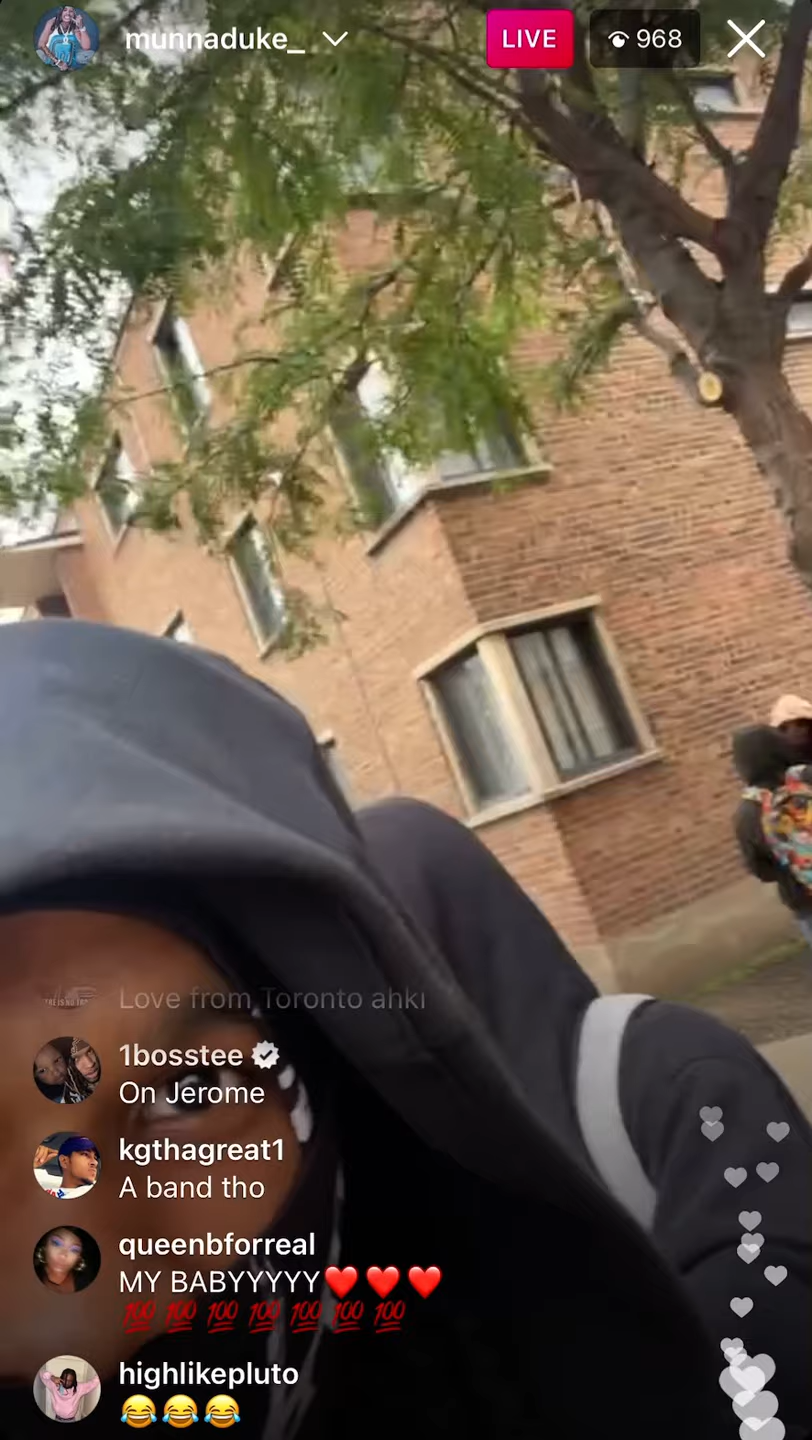 munnaduke_
LIVE
968
Love from Toronto ahki
1bosstee
On Jerome
kgthagreat1
A band tho
queenbforreal
MY BABYYYYY❤️❤️❤️
💯💯💯💯💯💯💯
highlikepluto
😂😂😂